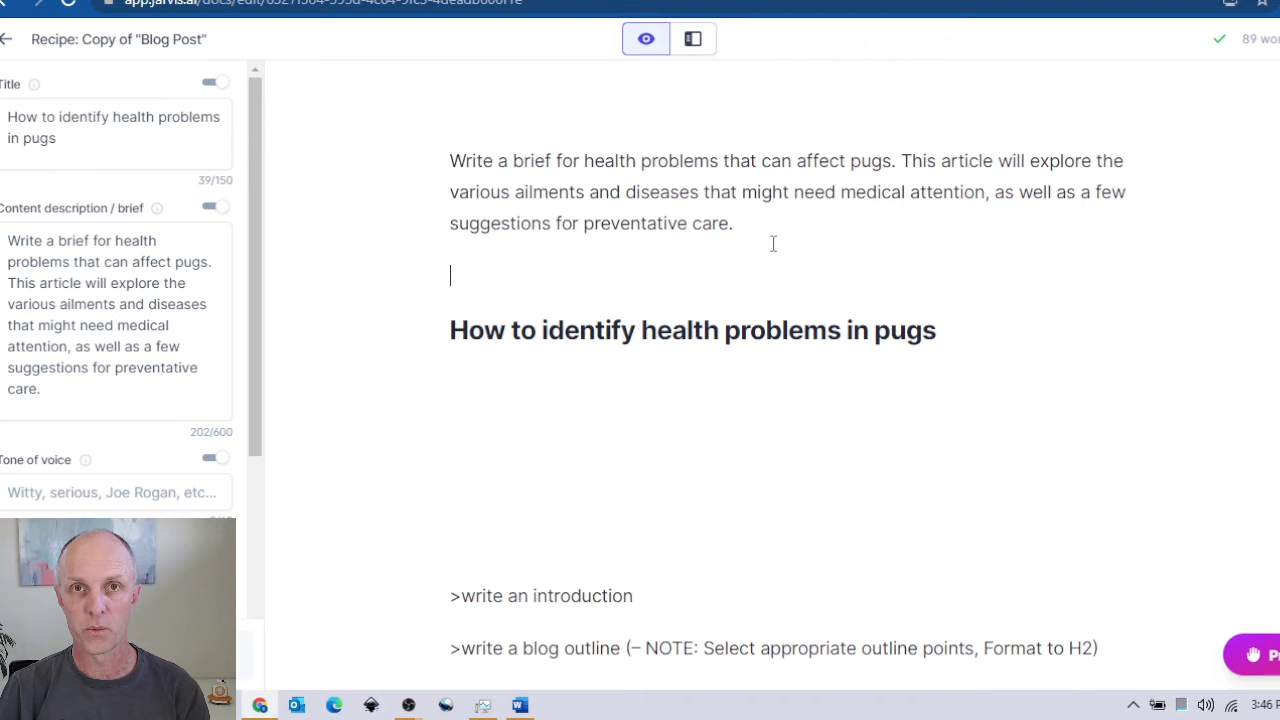 Recipe: Copy of "Blog Post"
89
Title
How to identify health problems
in pugs
39/150
Content description / brief
Write a brief for health
problems that can affect pugs.
This article will explore the
various ailments and diseases
that might need medical
attention, as well as a few
suggestions for preventative
care.
202/600
Tone of voice
Witty, serious, Joe Rogan, etc...
Write a brief for health problems that can affect pugs. This article will explore the
various ailments and diseases that might need medical attention, as well as a few
suggestions for preventative care.
How to identify health problems in pugs
>write an introduction
>write a blog outline (– NOTE: Select appropriate outline points, Format to H2)
3:46